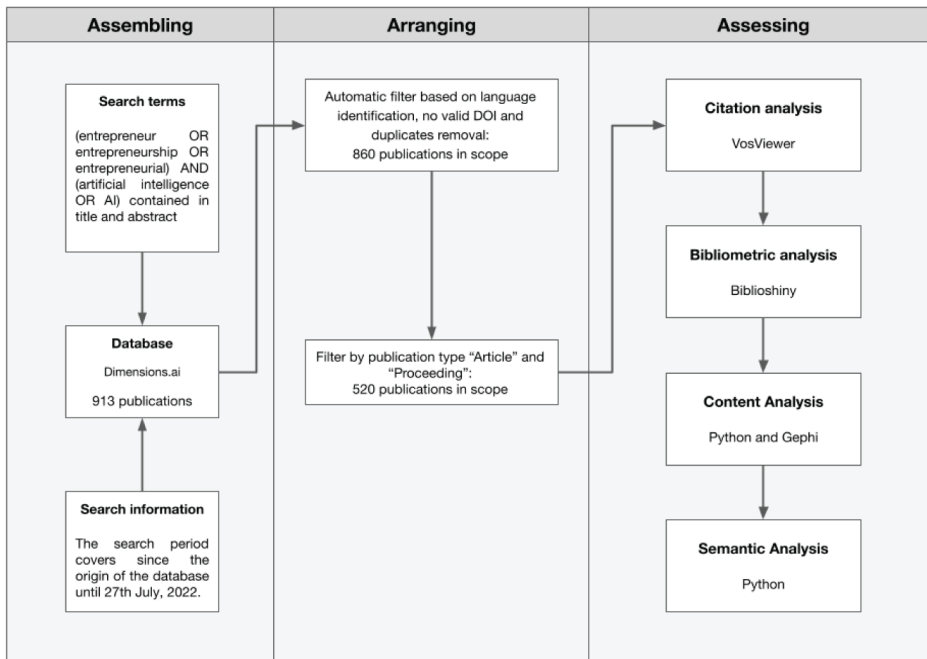 Assembling
Search terms
(entrepreneur OR
entrepreneurship OR
entrepreneurial) AND
(artificial intelligence
OR AI) contained in
title and abstract
Database
Dimensions.ai
913 publications
Search information
The search period
covers since the
origin of the database
until 27th July, 2022.
Arranging
Automatic filter based on language
identification, no valid DOI and
duplicates removal:
860 publications in scope
Filter by publication type “Article” and
“Proceeding”:
520 publications in scope
Assessing
Citation analysis
VosViewer
Bibliometric analysis
Biblioshiny
Content Analysis
Python and Gephi
Semantic Analysis
Python